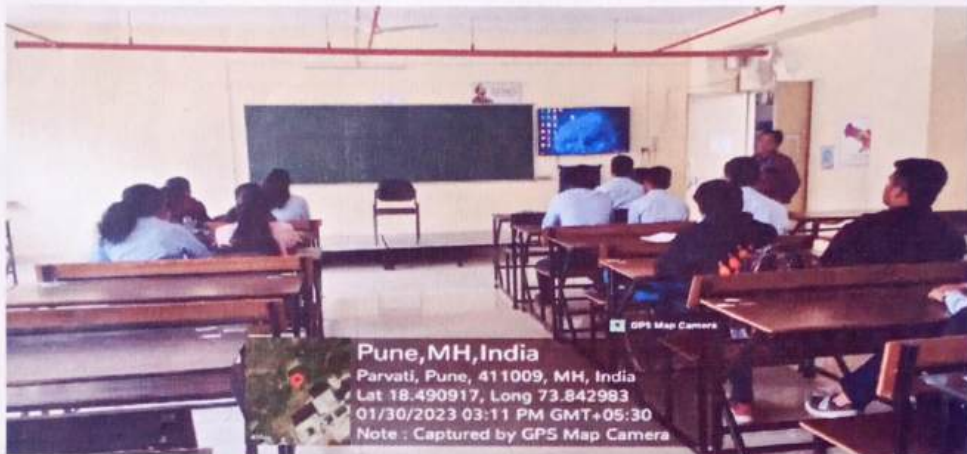 GPS Map Camera
Pune,MH,India
Parvati, Pune, 411009, MH, India
Lat 18.490917, Long 73.842983
01/30/2023 03:11 PM GMT+05:30
Note : Captured by GPS Map Camera